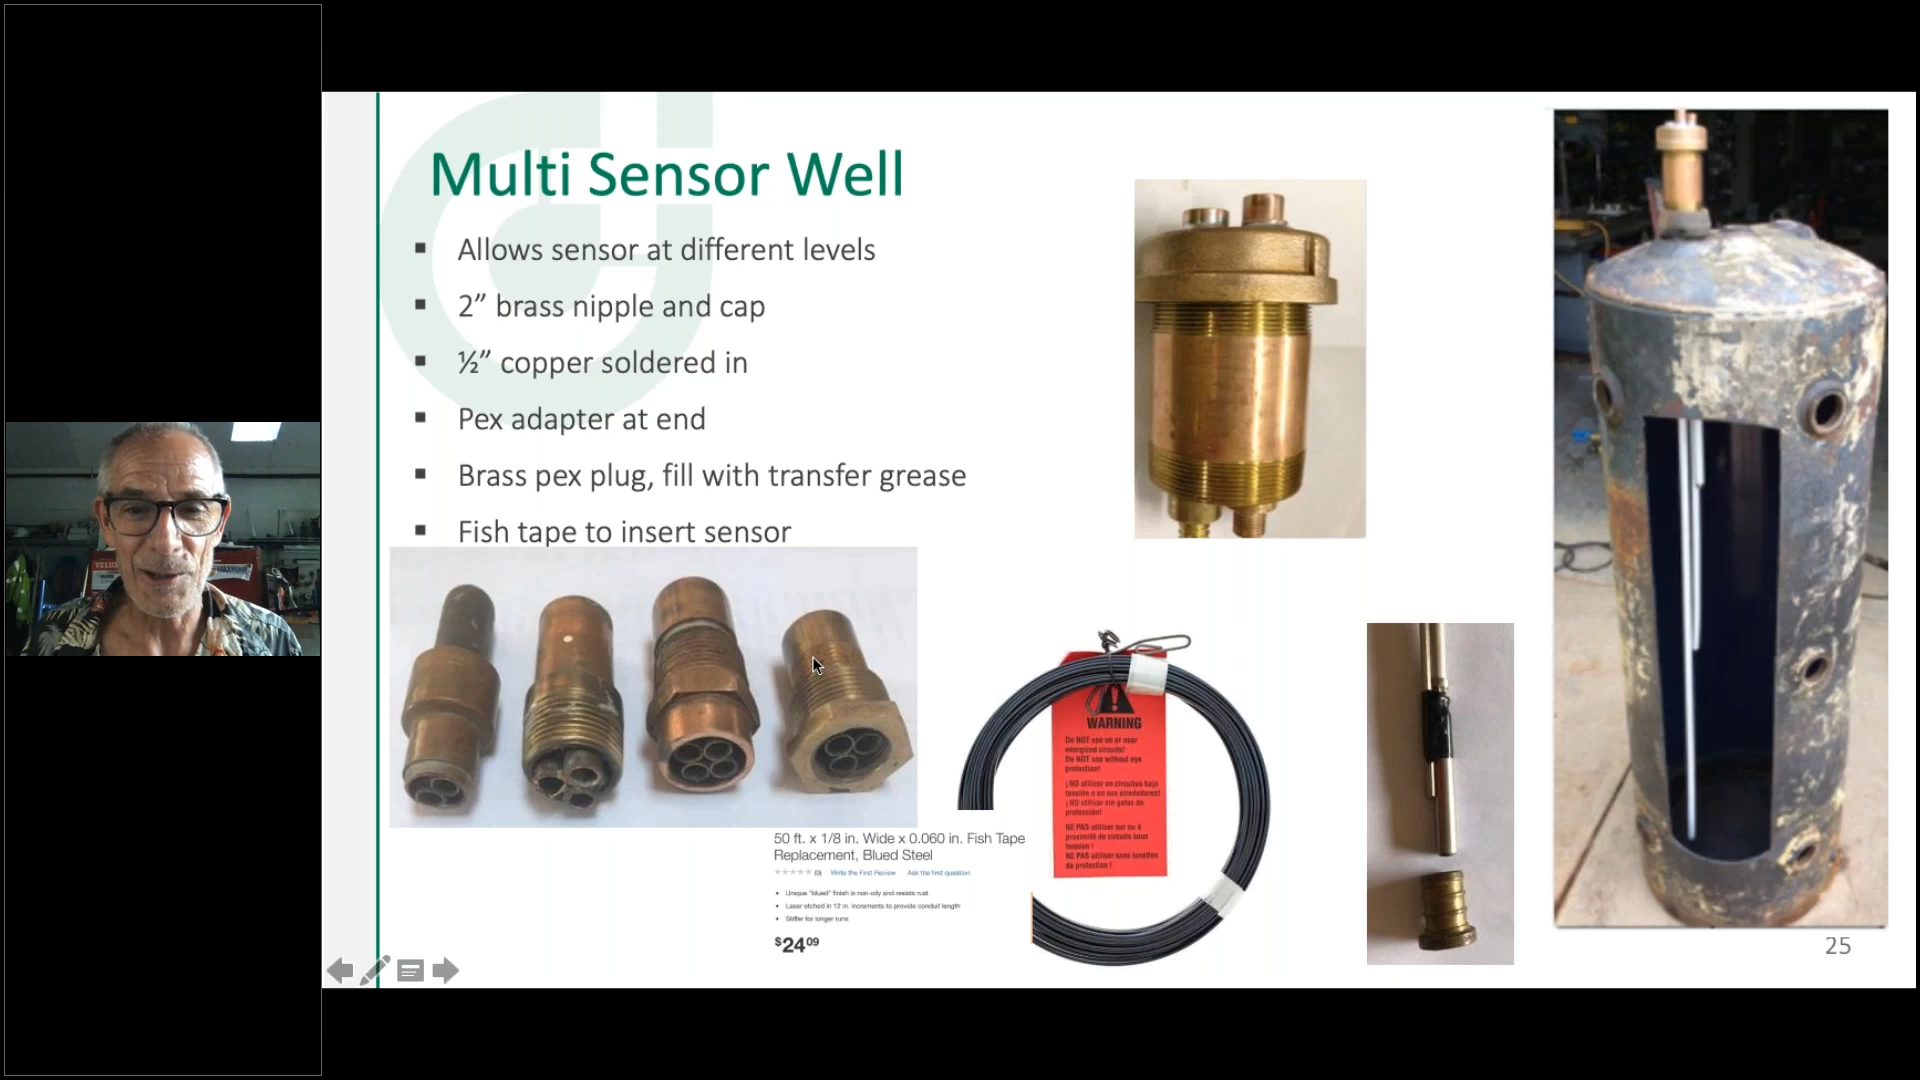 Multi Sensor Well
Allows sensor at different levels
2” brass nipple and cap
½” copper soldered in
Pex adapter at end
Brass pex plug, fill with transfer grease
Fish tape to insert sensor
WARNING
Do NOT use on or near
energized circuits!
Do NOT use without eye
protection!
¡NO utilizar en circuitos bajo
tensión o en sus alrededores!
¡NO utilizar sin gafas de
protección!
NE PAS utiliser sur ou à
proximité de circuits sous
tension !
NE PAS utiliser sans lunettes
de protection !
50 ft. x 1/8 in. Wide x 0.060 in. Fish Tape
Replacement, Blued Steel
(0) Write the First Review Ask the first question
Unique "blued" finish is non-oily and resists rust
Laser etched in 12 in. increments to provide conduit length
Stiffer for longer runs
$24 09
25